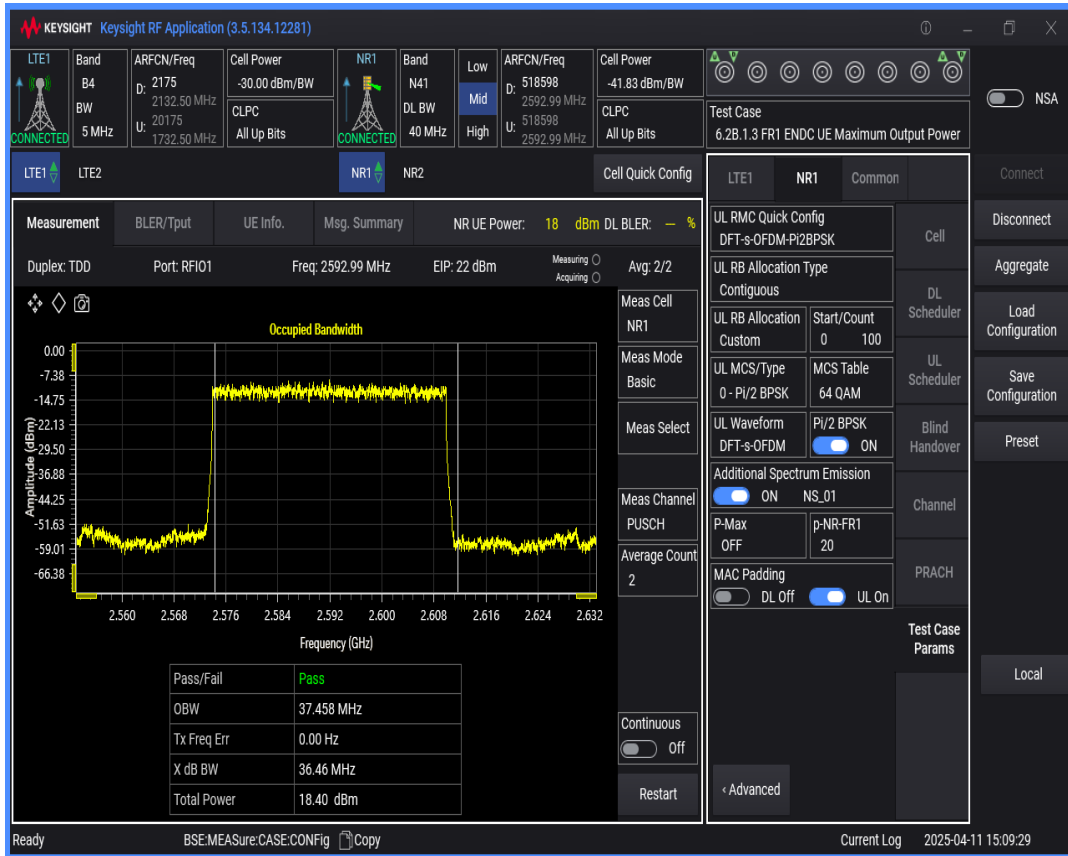 KEYSIGHT Keysight RF Application (3.5.134.12281)
LTE1
CONNECTED
Band
B4
BW
5 MHz
ARFCN/Freq
D: 2175
2132.50 MHz
U: 20175
1732.50 MHz
Cell Power
-30.00 dBm/BW
CLPC
All Up Bits
NR1
CONNECTED
Band
N41
DL BW
40 MHz
Low
Mid
High
ARFCN/Freq
D: 518598
2592.99 MHz
U: 518598
2592.99 MHz
Cell Power
-41.83 dBm/BW
CLPC
All Up Bits
Test Case
6.2B.1.3 FR1 ENDC UE Maximum Output Power
NSA
LTE1 LTE2
NR1 NR2
Cell Quick Config
Measurement BLER/Tput UE Info. Msg. Summary NR UE Power: 18 dBm DL BLER: — %
Duplex: TDD Port: RFIO1 Freq: 2592.99 MHz EIP: 22 dBm Measuring
Acquiring
Avg: 2/2
Occupied Bandwidth
Amplitude (dBm)
0.00
-7.38
-14.75
-22.13
-29.50
-36.88
-44.25
-51.63
-59.01
-66.38
2.560 2.568 2.576 2.584 2.592 2.600 2.608 2.616 2.624 2.632
Frequency (GHz)
Pass/Fail Pass
OBW 37.458 MHz
Tx Freq Err 0.00 Hz
X dB BW 36.46 MHz
Total Power 18.40 dBm
Meas Cell
NR1
Meas Mode
Basic
Meas Select
Meas Channel
PUSCH
Average Count
2
Continuous
Off
Restart
LTE1 NR1 Common
UL RMC Quick Config
DFT-s-OFDM-Pi2BPSK
UL RB Allocation Type
Contiguous
UL RB Allocation
Custom
Start/Count
0 100
UL MCS/Type
0 - Pi/2 BPSK
MCS Table
64 QAM
UL Waveform
DFT-s-OFDM
Pi/2 BPSK
ON
Additional Spectrum Emission
ON NS_01
P-Max
OFF
p-NR-FR1
20
MAC Padding
DL Off UL On
‹ Advanced
Cell
DL
Scheduler
UL
Scheduler
Blind
Handover
Channel
PRACH
Test Case
Params
Connect
Disconnect
Aggregate
Load
Configuration
Save
Configuration
Preset
Local
Ready BSE:MEASure:CASE:CONFig Copy Current Log 2025-04-11 15:09:29